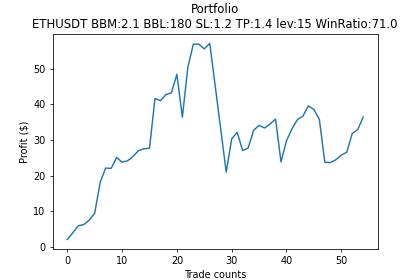 Portfolio
ETHUSDT BBM:2.1 BBL:180 SL:1.2 TP:1.4 lev:15 WinRatio:71.0
Profit ($)
50
40
30
20
10
0
0 10 20 30 40 50
Trade counts